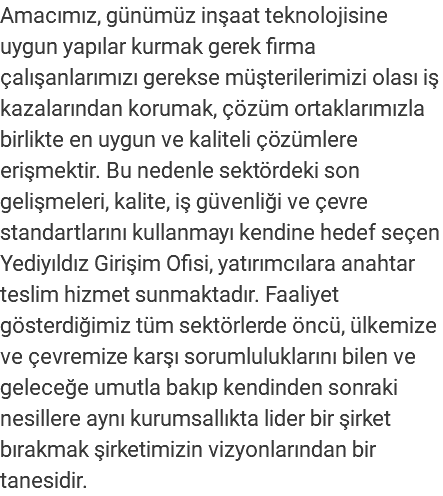 Amacımız, günümüz inşaat teknolojisine
uygun yapılar kurmak gerek firma
çalışanlarımızı gerekse müşterilerimizi olası iş
kazalarından korumak, çözüm ortaklarımızla
birlikte en uygun ve kaliteli çözümlere
erişmektir. Bu nedenle sektördeki son
gelişmeleri, kalite, iş güvenliği ve çevre
standartlarını kullanmayı kendine hedef seçen
Yediyıldız Girişim Ofisi, yatırımcılara anahtar
teslim hizmet sunmaktadır. Faaliyet
gösterdiğimiz tüm sektörlerde öncü, ülkemize
ve çevremize karşı sorumluluklarını bilen ve
geleceğe umutla bakıp kendinden sonraki
nesillere aynı kurumsallıkta lider bir şirket
bırakmak şirketimizin vizyonlarından bir
tanesidir.